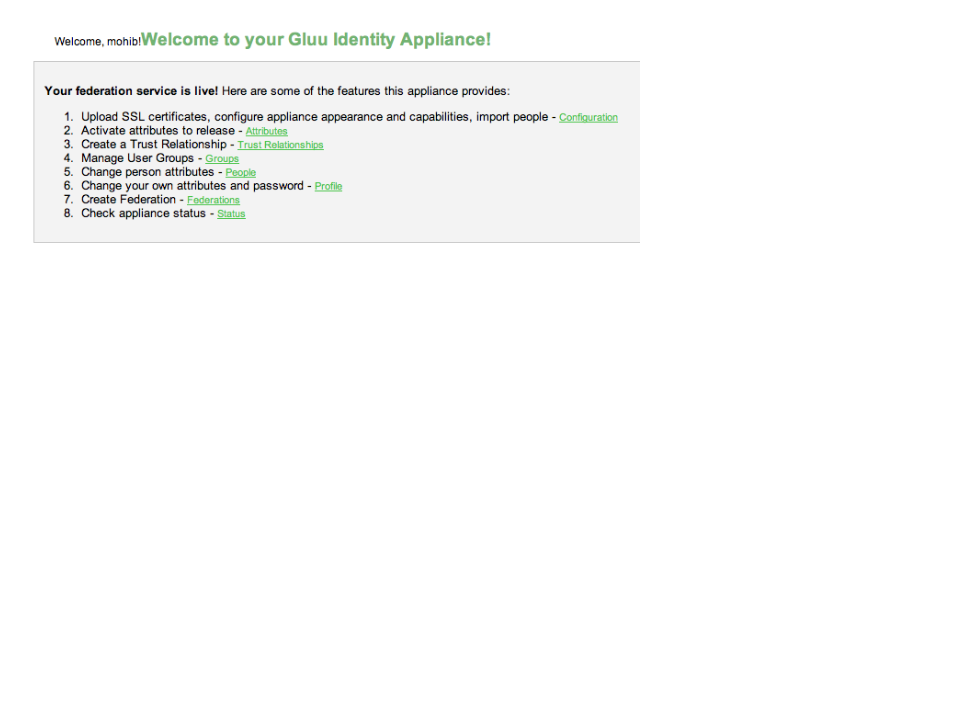 Welcome, mohib!Welcome to your Gluu Identity Appliance!
Your federation service is live! Here are some of the features this appliance provides:
1. Upload SSL certificates, configure appliance appearance and capabilities, import people - Configuration
2. Activate attributes to release - Attributes
3. Create a Trust Relationship - Trust Relationships
4. Manage User Groups - Groups
5. Change person attributes - People
6. Change your own attributes and password - Profile
7. Create Federation - Federations
8. Check appliance status - Status